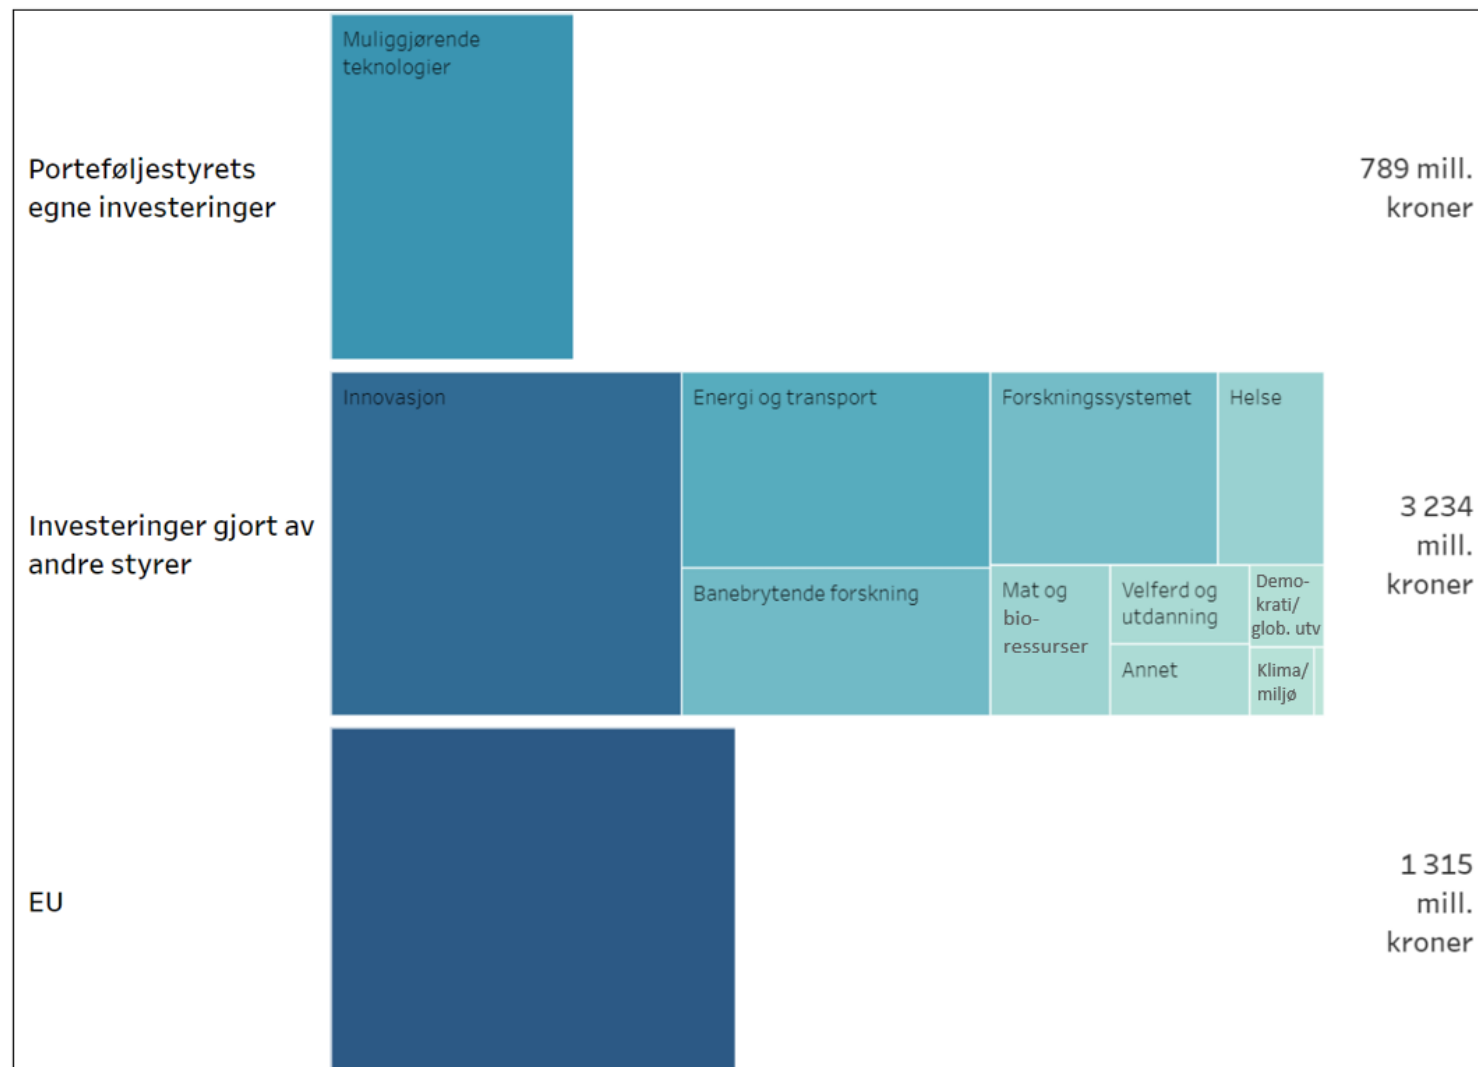 Muliggjørende
teknologier
Porteføljestyrets
egne investeringer
789 mill.
kroner
Innovasjon
Energi og transport
Forskningssystemet
Helse
Investeringer gjort av
andre styrer
3 234
mill.
kroner
Banebrytende forskning
Mat og
bio-
ressurser
Velferd og
utdanning
Demo-
krati/
glob. utv
Annet
Klima/
miljø
EU
1 315
mill.
kroner